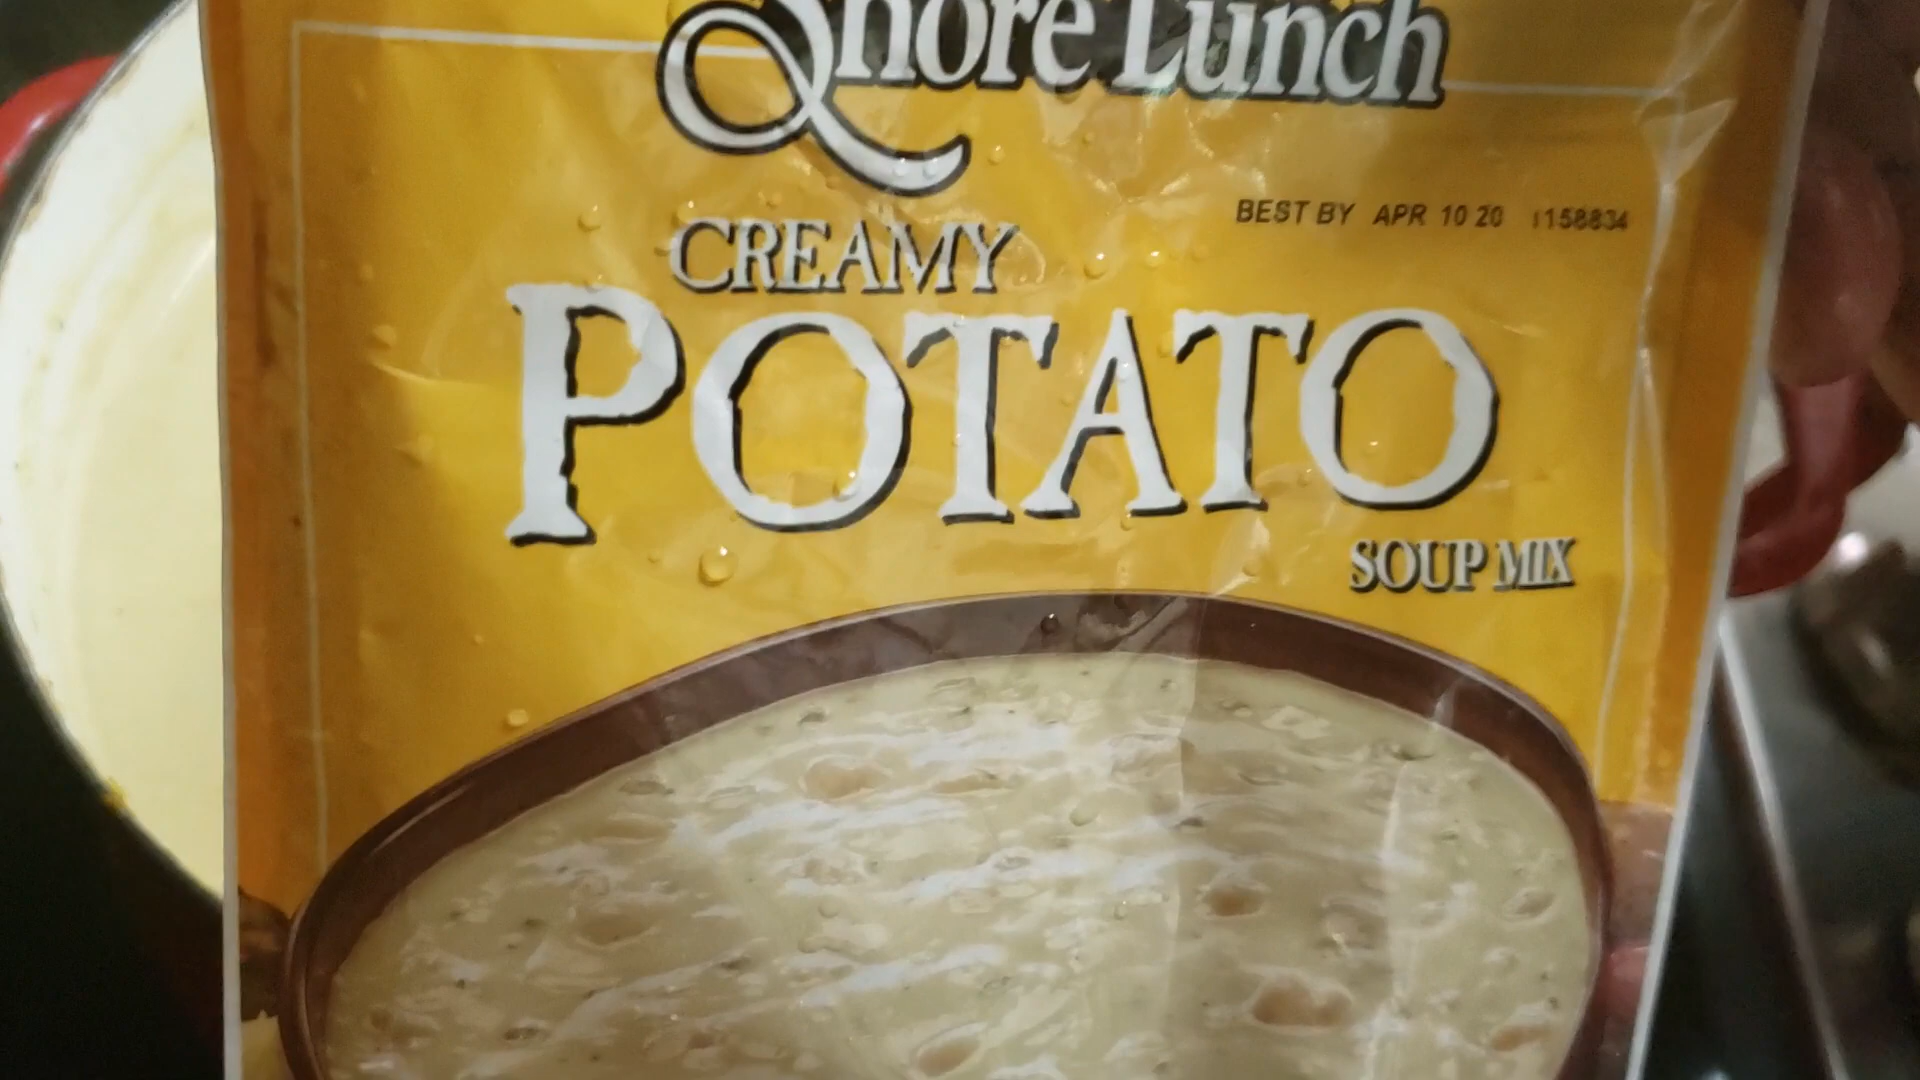 Shore Lunch
BEST BY APR 10 20 1158834
CREAMY
POTATO
SOUP MIX